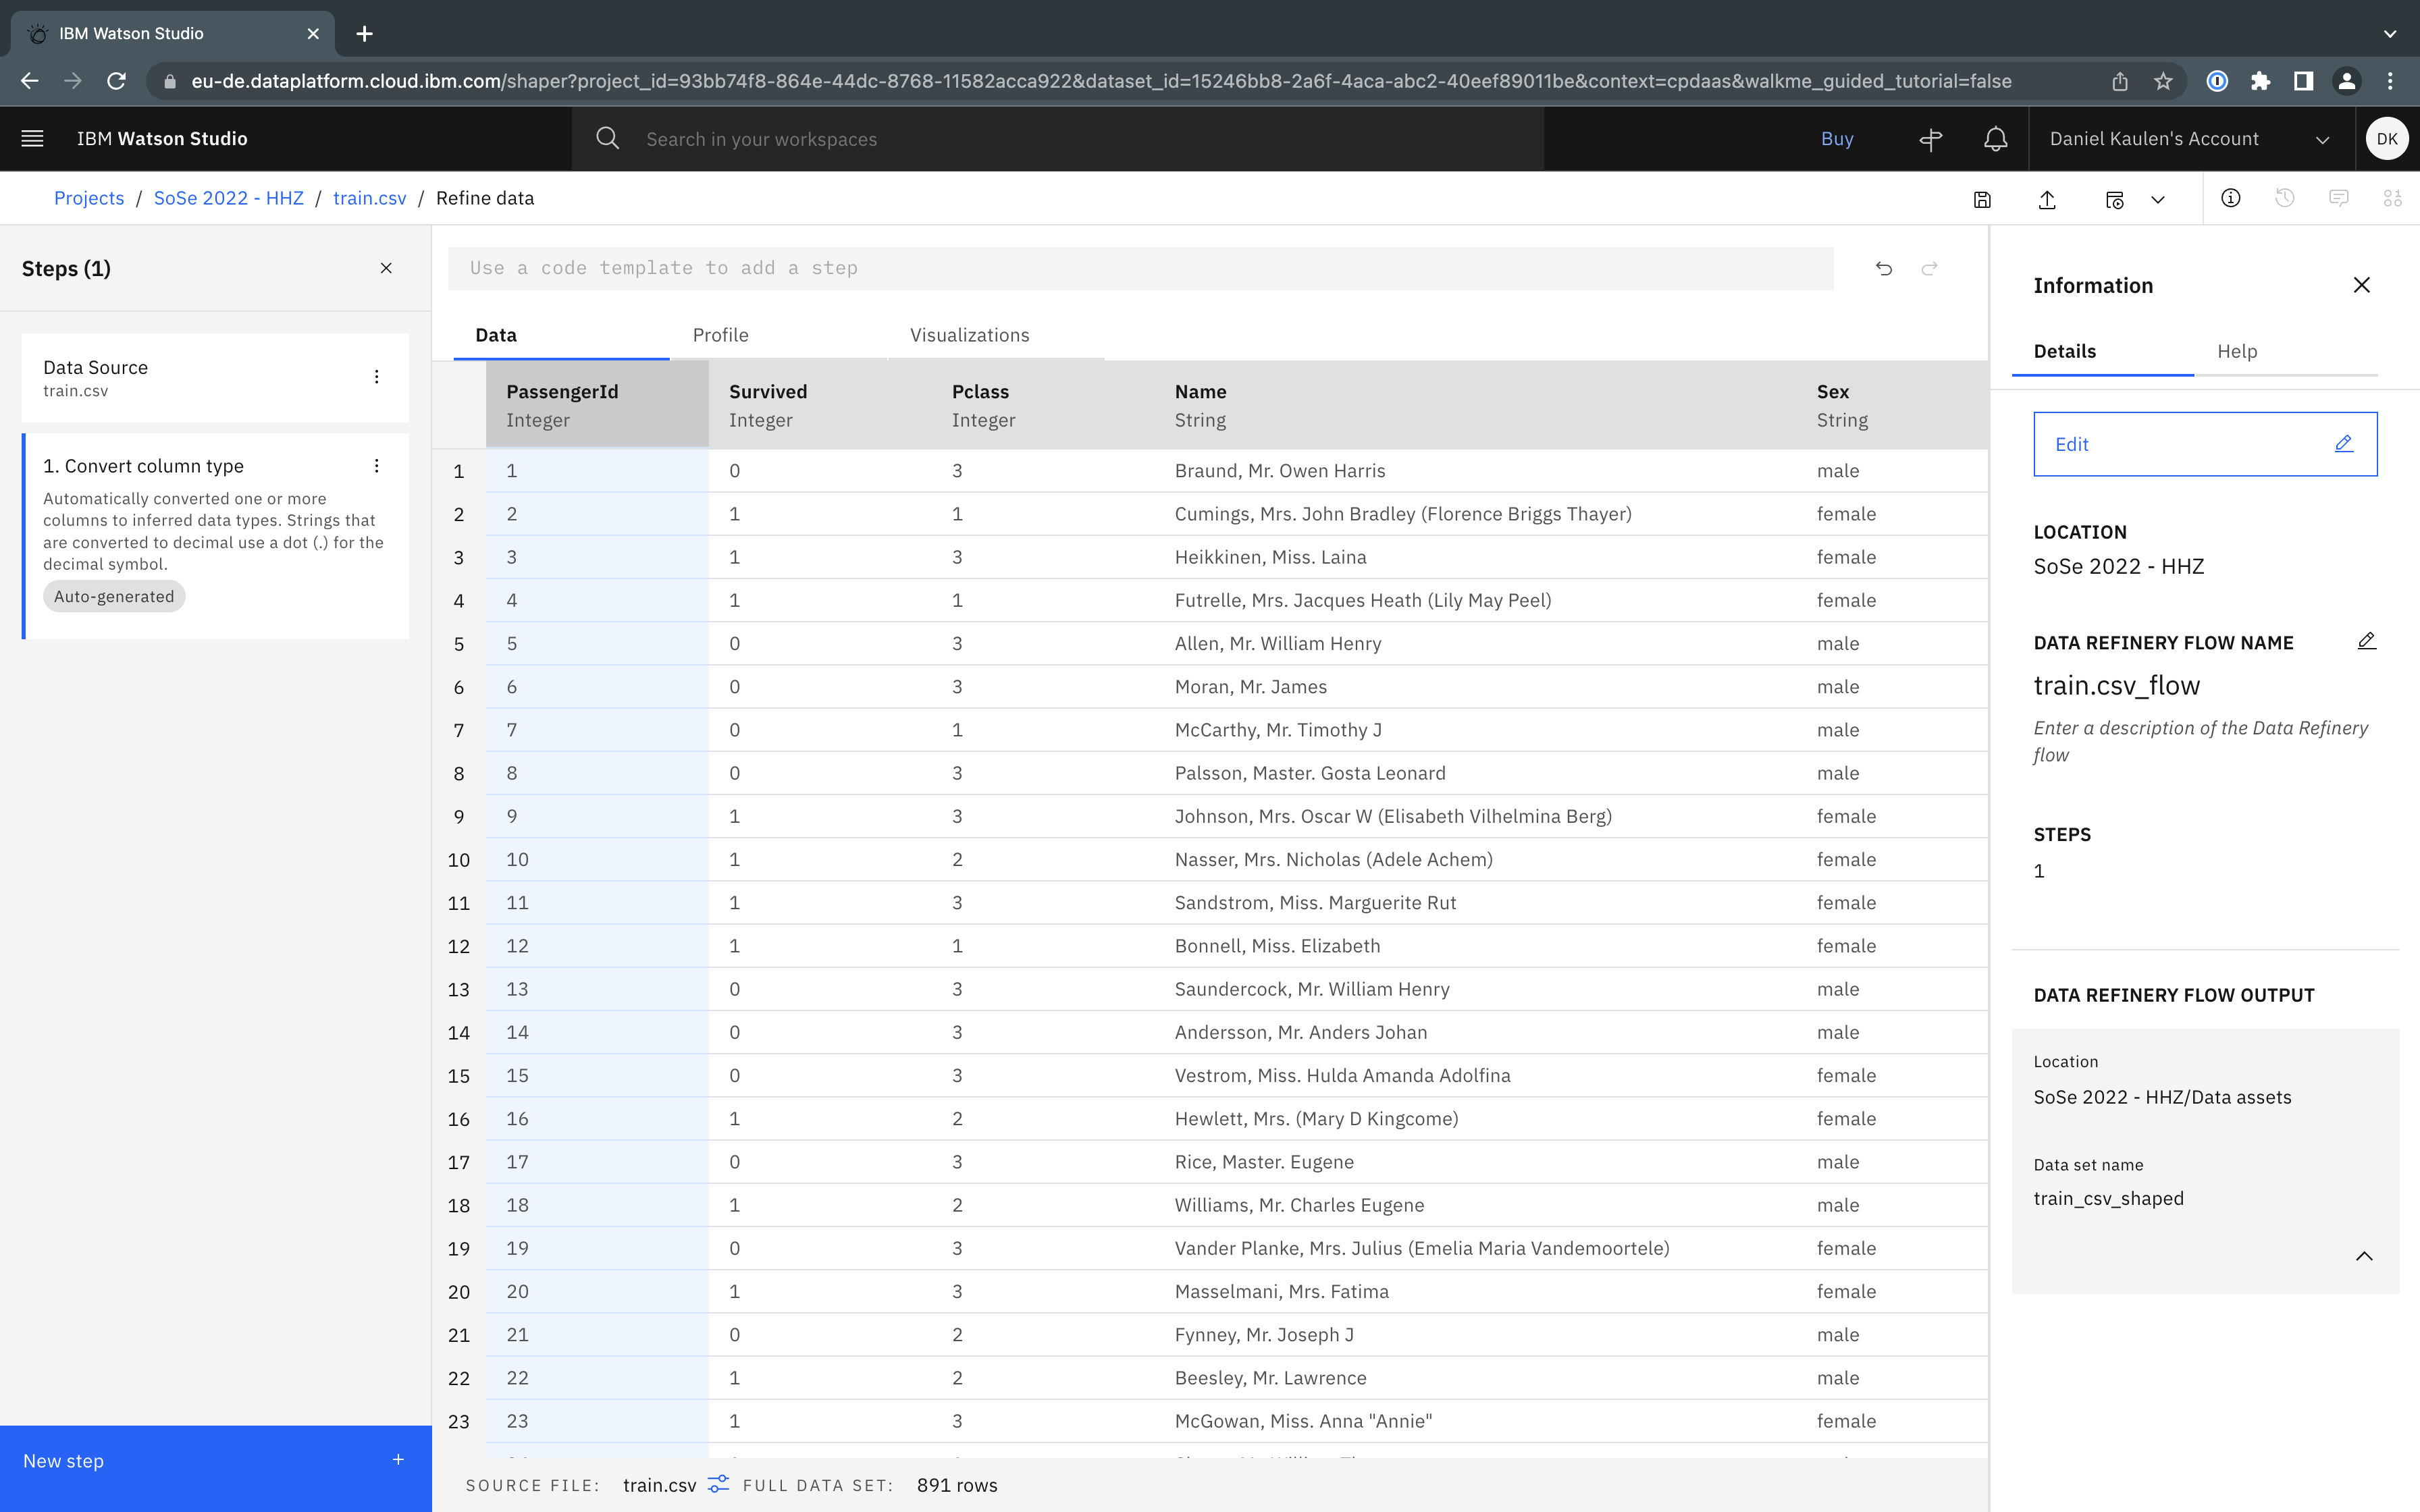 IBM Watson Studio
eu-de.dataplatform.cloud.ibm.com/shaper?project_id=93bb74f8-864e-44dc-8768-11582acca922&dataset_id=15246bb8-2a6f-4aca-abc2-40eef89011be&context=cpdaas&walkme_guided_tutorial=false
IBM Watson Studio
Search in your workspaces
Buy
Daniel Kaulen's Account
DK
Projects / SoSe 2022 - HHZ / train.csv / Refine data
Steps (1)
Data Source
train.csv
1. Convert column type
Automatically converted one or more
columns to inferred data types. Strings that
are converted to decimal use a dot (.) for the
decimal symbol.
Auto-generated
New step
Use a code template to add a step
Data Profile Visualizations
PassengerId Survived Pclass Name Sex
Integer Integer Integer String String
1 1 0 3 Braund, Mr. Owen Harris male
2 2 1 1 Cumings, Mrs. John Bradley (Florence Briggs Thayer) female
3 3 1 3 Heikkinen, Miss. Laina female
4 4 1 1 Futrelle, Mrs. Jacques Heath (Lily May Peel) female
5 5 0 3 Allen, Mr. William Henry male
6 6 0 3 Moran, Mr. James male
7 7 0 1 McCarthy, Mr. Timothy J male
8 8 0 3 Palsson, Master. Gosta Leonard male
9 9 1 3 Johnson, Mrs. Oscar W (Elisabeth Vilhelmina Berg) female
10 10 1 2 Nasser, Mrs. Nicholas (Adele Achem) female
11 11 1 3 Sandstrom, Miss. Marguerite Rut female
12 12 1 1 Bonnell, Miss. Elizabeth female
13 13 0 3 Saundercock, Mr. William Henry male
14 14 0 3 Andersson, Mr. Anders Johan male
15 15 0 3 Vestrom, Miss. Hulda Amanda Adolfina female
16 16 1 2 Hewlett, Mrs. (Mary D Kingcome) female
17 17 0 3 Rice, Master. Eugene male
18 18 1 2 Williams, Mr. Charles Eugene male
19 19 0 3 Vander Planke, Mrs. Julius (Emelia Maria Vandemoortele) female
20 20 1 3 Masselmani, Mrs. Fatima female
21 21 0 2 Fynney, Mr. Joseph J male
22 22 1 2 Beesley, Mr. Lawrence male
23 23 1 3 McGowan, Miss. Anna "Annie" female
SOURCE FILE: train.csv FULL DATA SET: 891 rows
Information
Details Help
Edit
LOCATION
SoSe 2022 - HHZ
DATA REFINERY FLOW NAME
train.csv_flow
Enter a description of the Data Refinery
flow
STEPS
1
DATA REFINERY FLOW OUTPUT
Location
SoSe 2022 - HHZ/Data assets
Data set name
train_csv_shaped